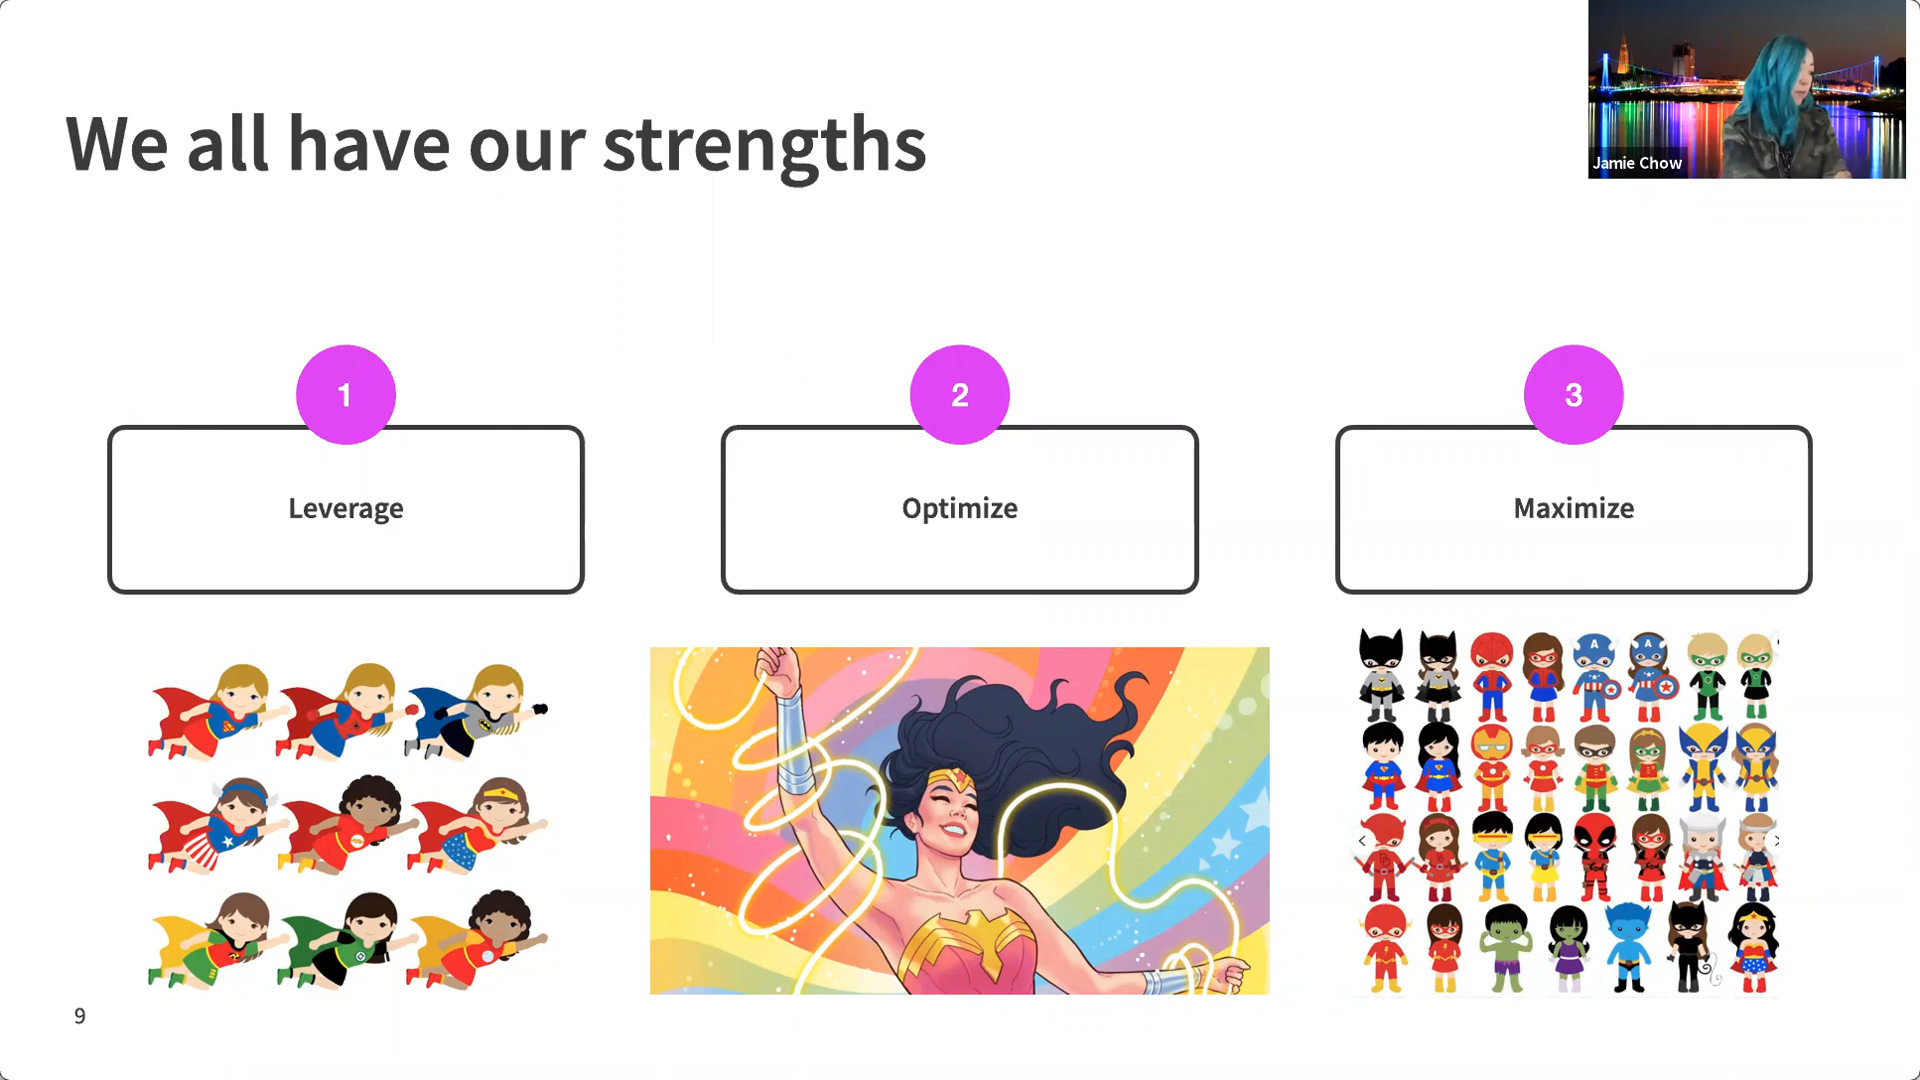 We all have our strengths
Jamie Chow
1
2
3
Leverage
Optimize
Maximize
9